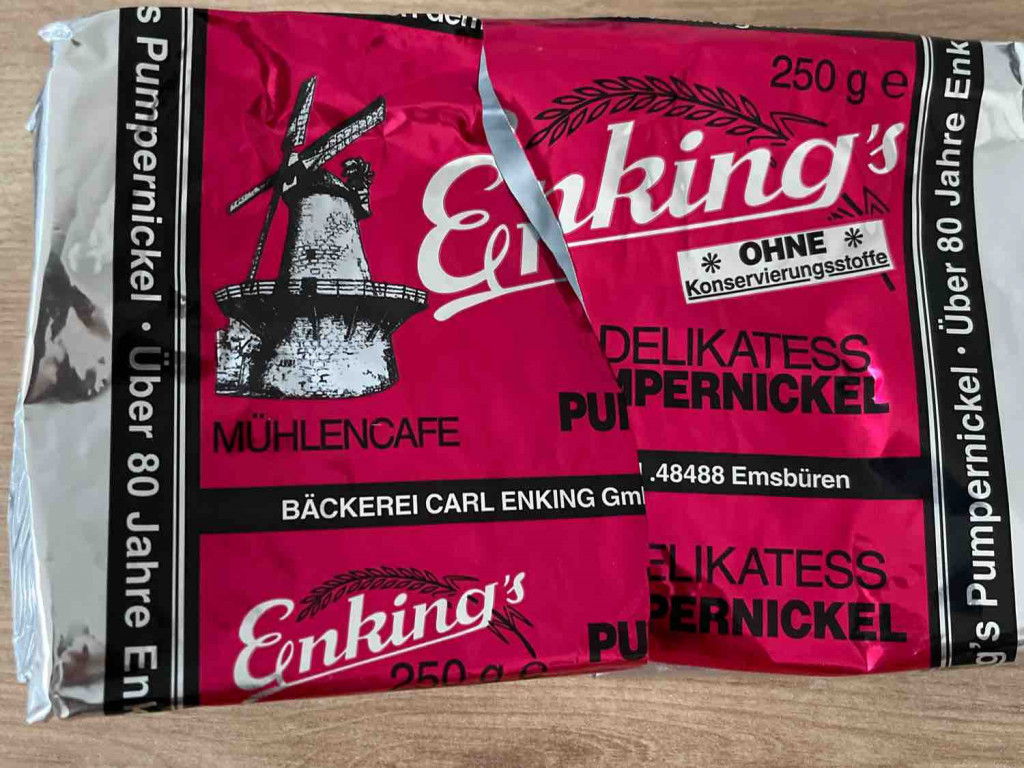 s Pumpernickel · Über 80 Jahre En
250 g e
Enking's
* OHNE *
Konservierungsstoffe
DELIKATESS
PUMPERNICKEL
MÜHLENCAFE
BÄCKEREI CARL ENKING Gm
.48488 Emsbüren
Enking's
250 g e
ELIKATESS
PU PERNICKEL
g's Pumpernickel · Über 80 Jahre Enk